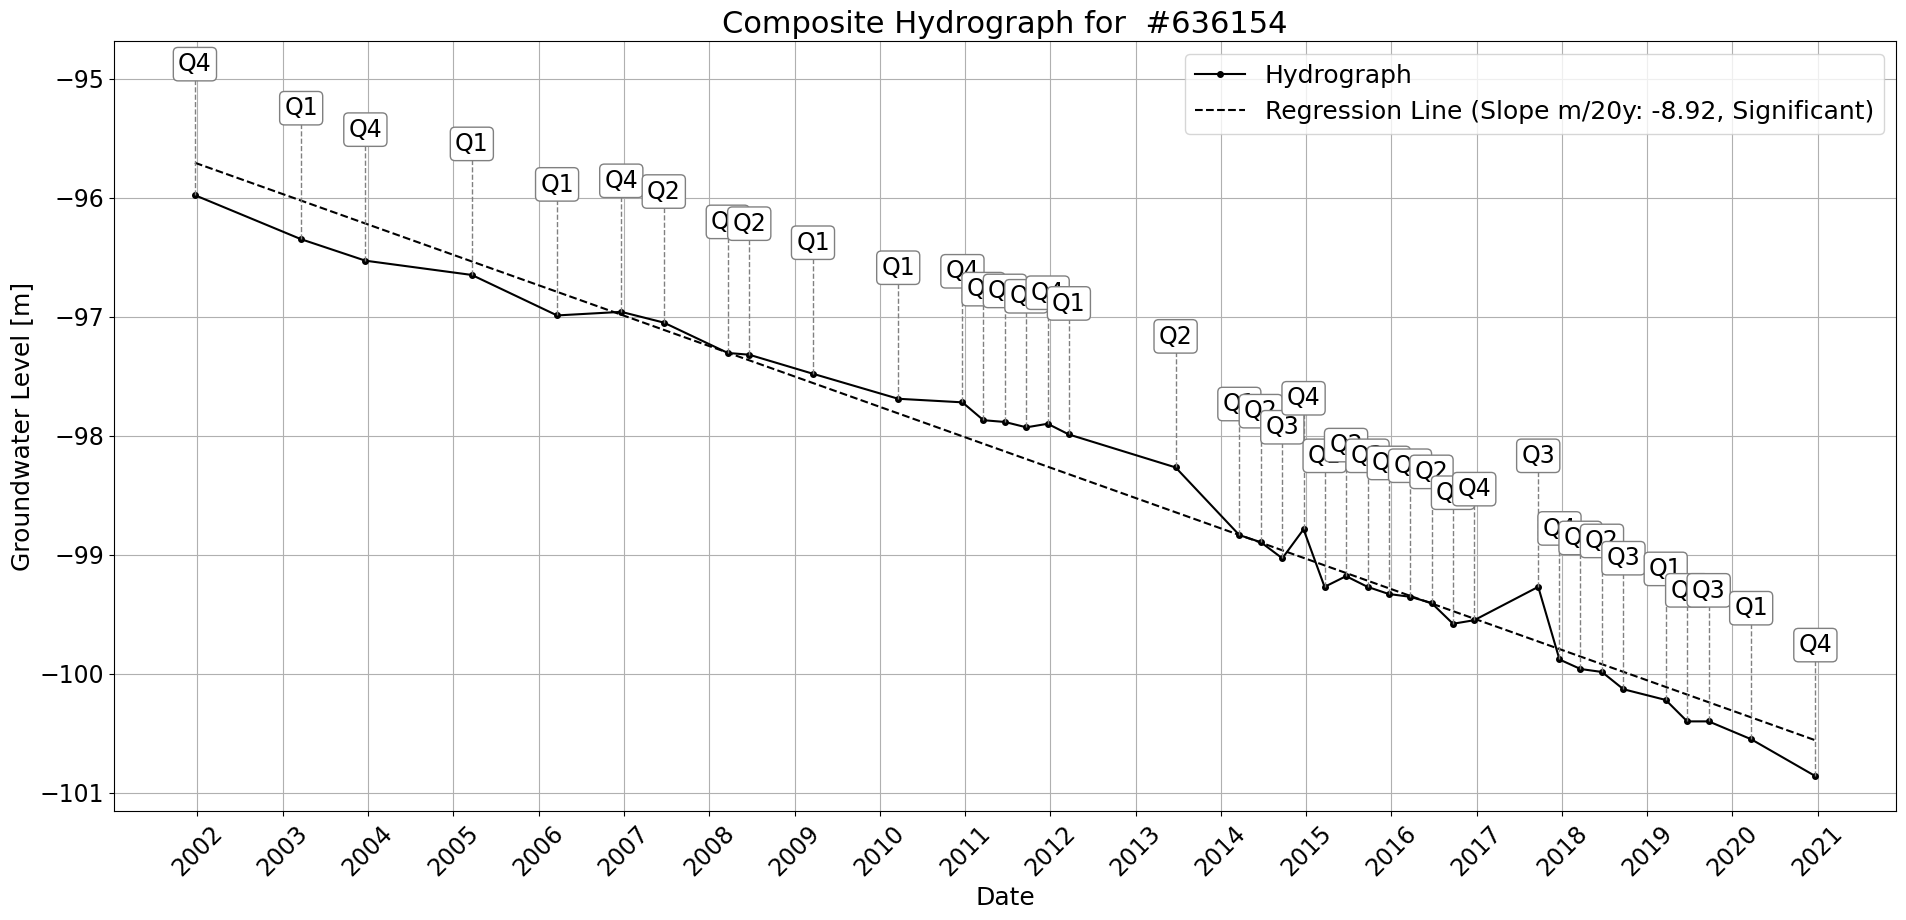 Composite Hydrograph for #636154
Hydrograph
Regression Line (Slope m/20y: -8.92, Significant)
Groundwater Level [m]
−95
−96
−97
−98
−99
−100
−101
Q4
Q1
Q4
Q1
Q1
Q4
Q2
Q2
Q1
Q1
Q4
Q4
Q1
Q2
Q2
Q3
Q4
Q2
Q2
Q4
Q3
Q2
Q3
Q1
Q3
Q1
Q4
2002
2003
2004
2005
2006
2007
2008
2009
2010
2011
2012
2013
2014
2015
2016
2017
2018
2019
2020
2021
Date